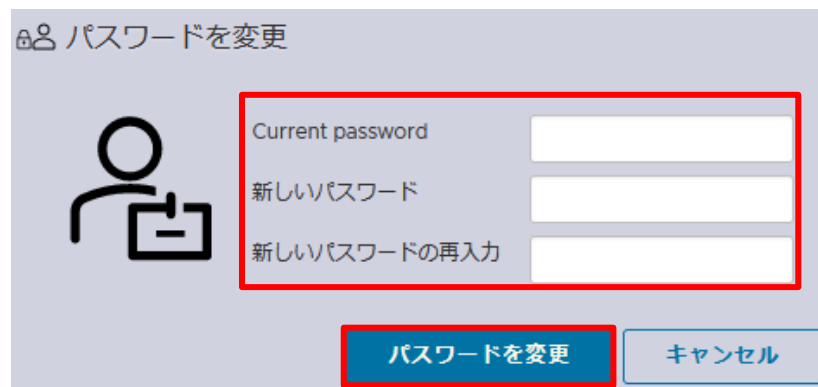 パスワードを変更
Current password
新しいパスワード
新しいパスワードの再入力
パスワードを変更 キャンセル